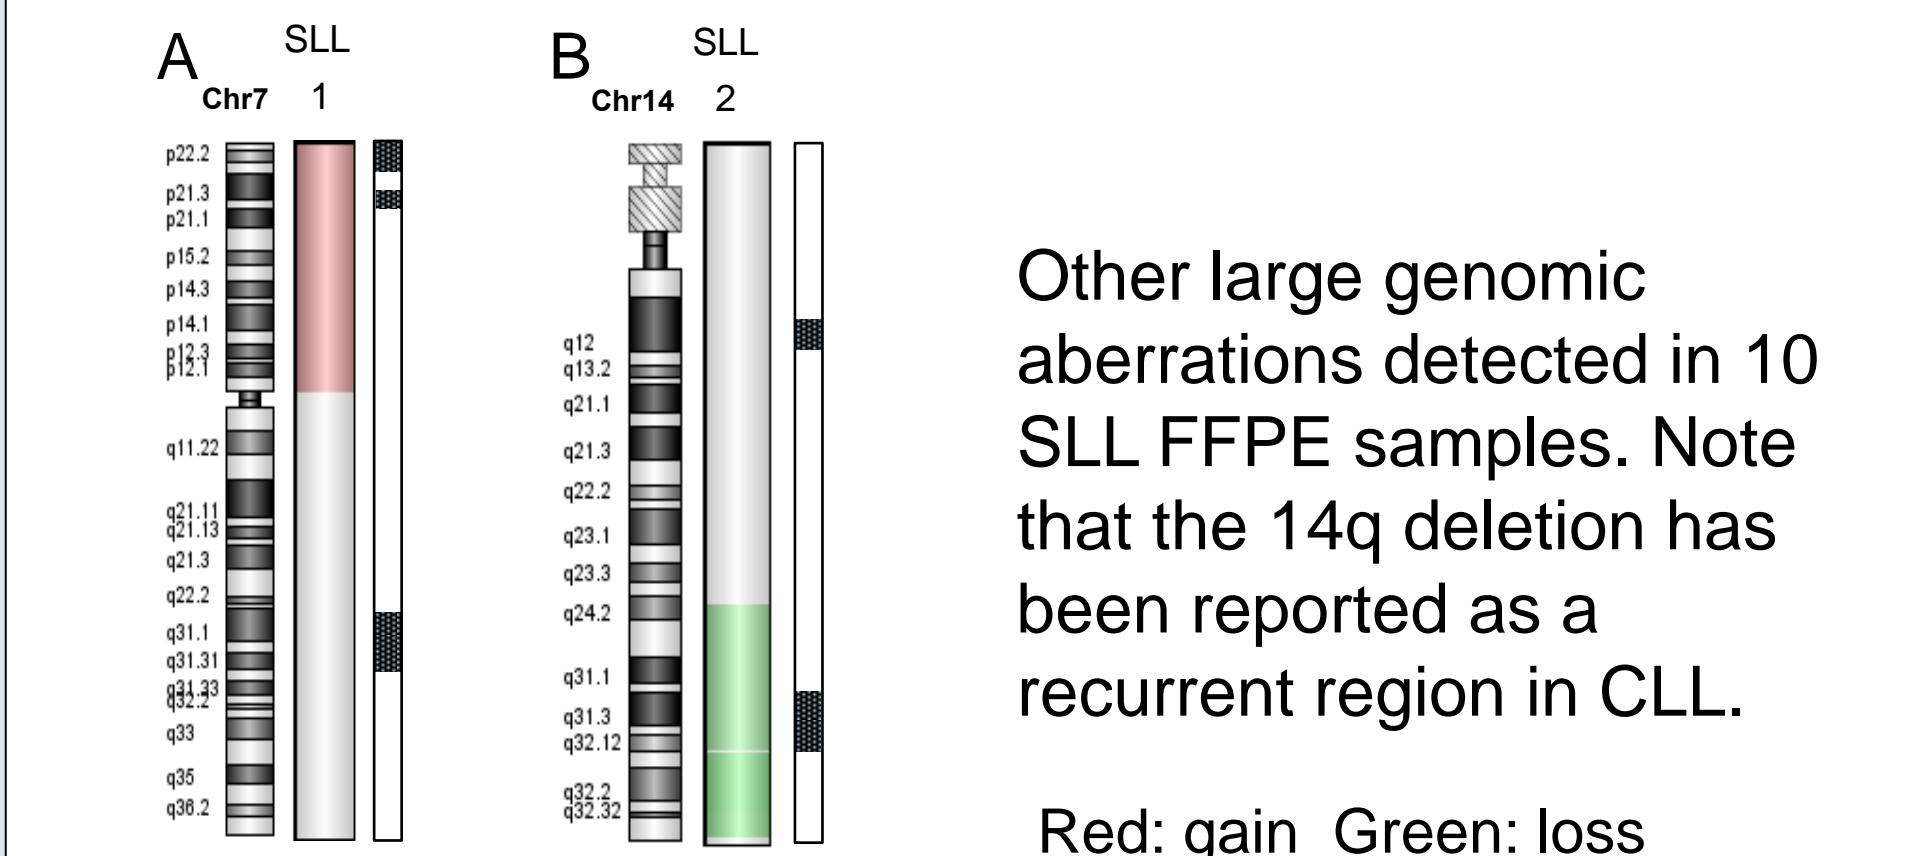 A
SLL
Chr7
1
p22.2
p21.3
p21.1
p15.2
p14.3
p14.1
p12.3
p12.1
q11.22
q21.11
q21.13
q21.3
q22.2
q31.1
q31.31
q31.33
q32.2
q33
q35
q36.2
B
SLL
Chr14
2
q12
q13.2
q21.1
q21.3
q22.2
q23.1
q23.3
q24.2
q31.1
q31.3
q32.12
q32.2
q32.32
Other large genomic
aberrations detected in 10
SLL FFPE samples. Note
that the 14q deletion has
been reported as a
recurrent region in CLL.
Red: gain Green: loss